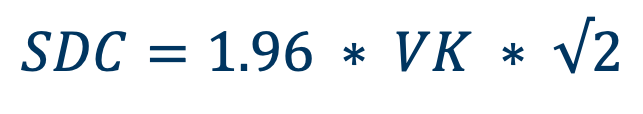 SDC = 1.96 * VK * √2